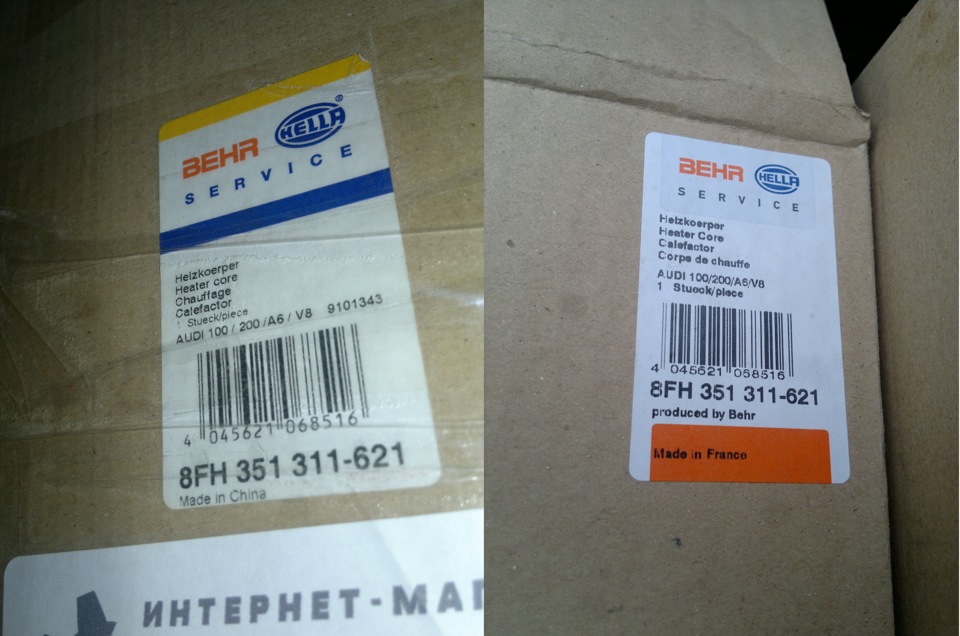 BEHR HELLA®
SERVICE
Heizkoerper
Heater core
Chauffage
Calefactor
1 Stueck/piece
AUDI 100 / 200 /A6 / V8 9101343
4 045621 068516
8FH 351 311-621
Made in China
ИНТЕРНЕТ-МАГ
BEHR HELLA
SERVICE
Heizkoerper
Heater Core
Calefactor
Corps de chauffe
AUDI 100/200/A6/V8
1 Stueck/piece
4 045621 068516
8FH 351 311-621
produced by Behr
Made in France